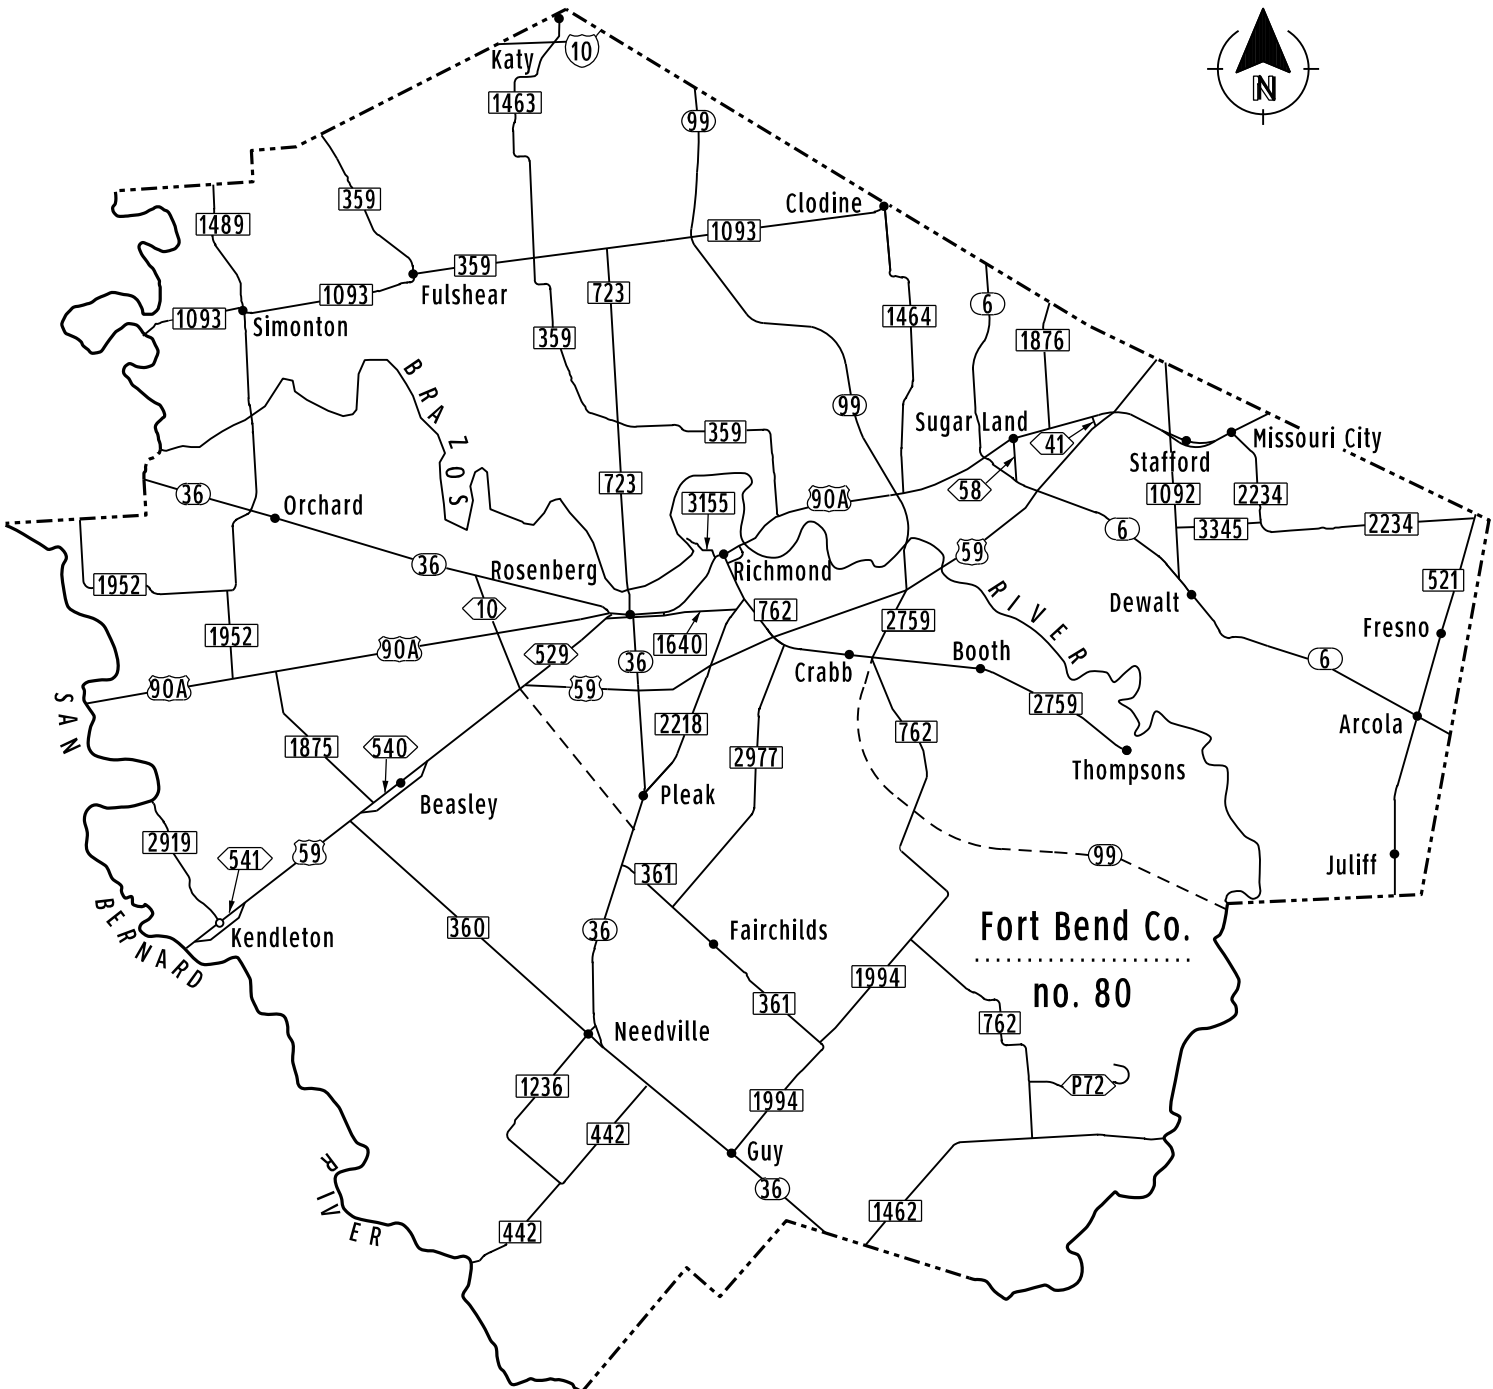 N
Katy
10
1463
99
359
Clodine
1489
1093
359
Fulshear
723
1093
6
1093
Simonton
1464
1876
359
BRAZOS
99
Sugar Land
359
41
Missouri City
Stafford
36
723
58
1092
2234
Orchard
3155
90A
2234
3345
6
36
59
Rosenberg
Richmond
521
1952
RIVER
10
762
Dewalt
2759
1952
Fresno
90A
529
1640
36
Booth
6
Crabb
90A
59
2759
SAN
2218
Arcola
762
1875
540
2977
Thompsons
Pleak
Beasley
2919
59
99
541
Juliff
361
BERNARD
360
36
Fairchilds
Fort Bend Co.
Kendleton
1994
no. 80
361
762
Needville
1236
P72
1994
442
Guy
RIVER
36
1462
442